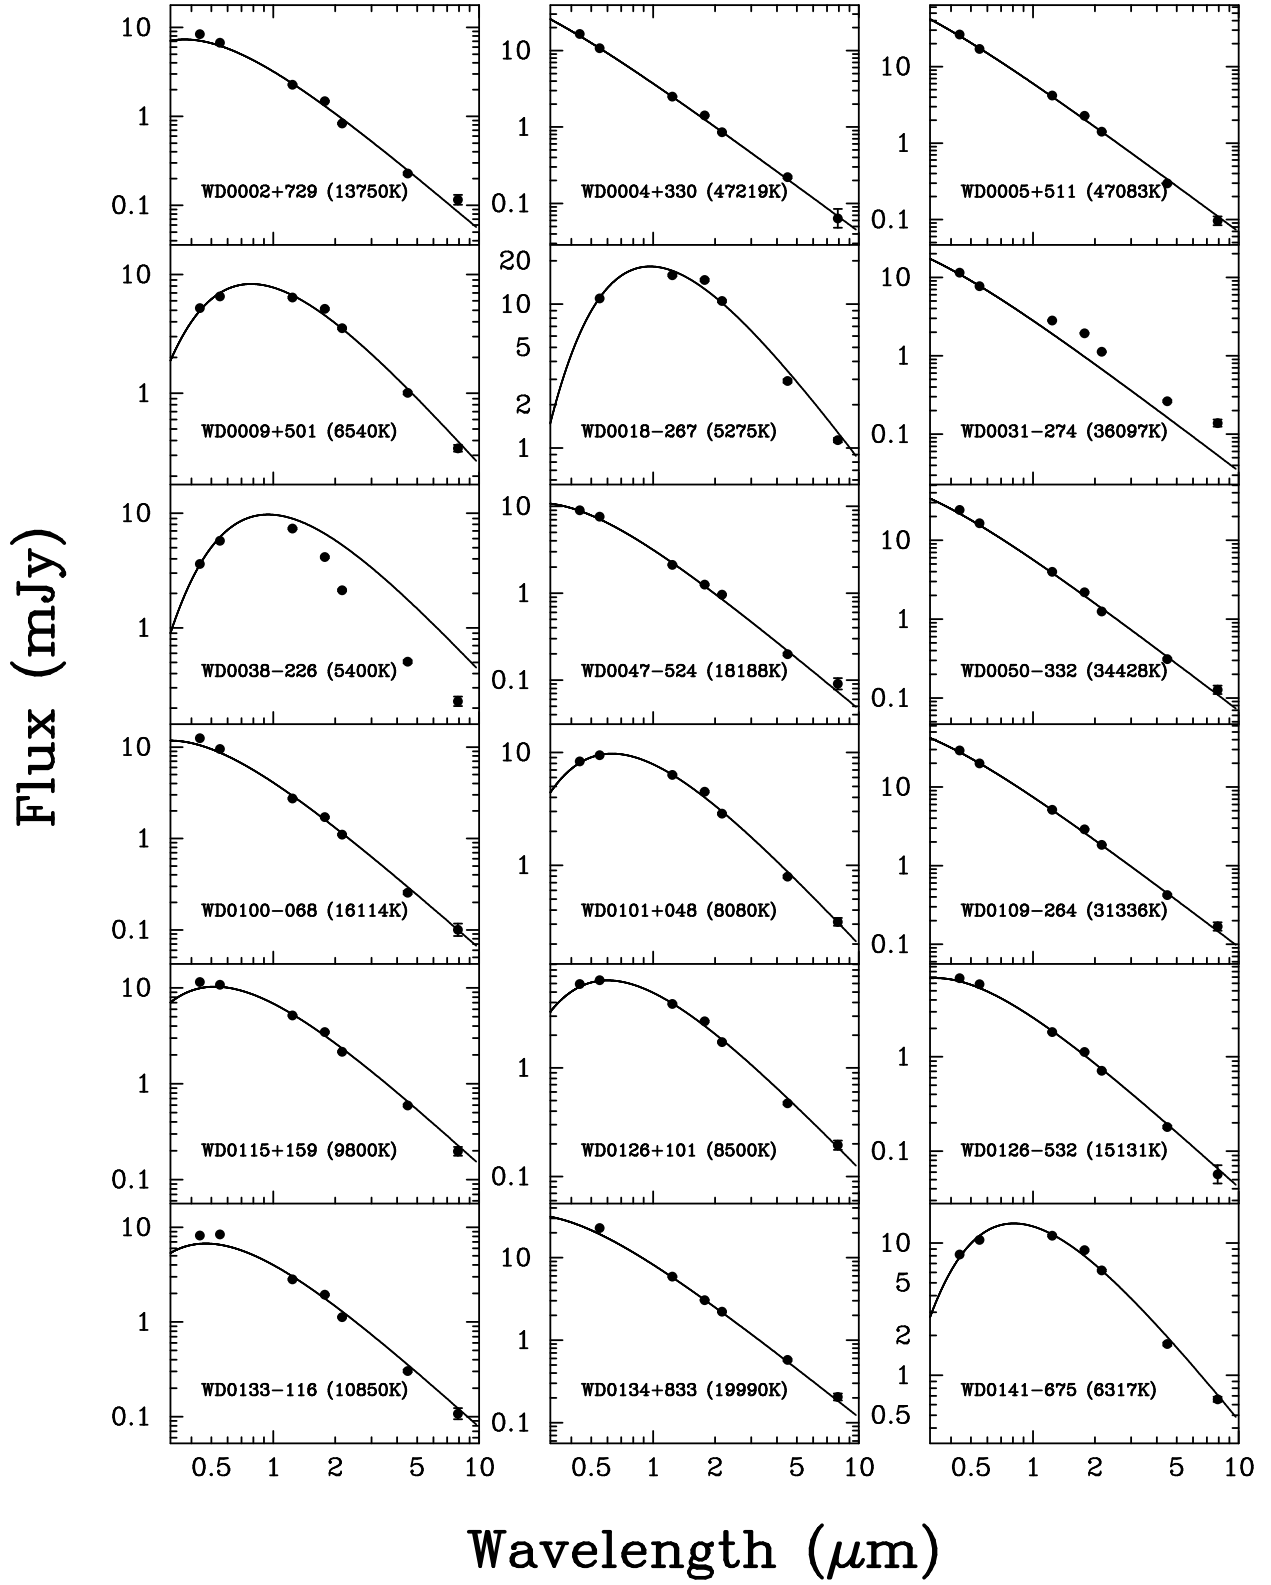 10 10 10
1 1 1
WD0002+729 (13750K) WD0004+330 (47219K) WD0005+511 (47083K)
0.1 0.1 0.1
20
10 10 10
5
1 2 1
WD0009+501 (6540K) WD0018−267 (5275K) WD0031−274 (36097K)
1 0.1
10 10 10
1 1 1
WD0038−226 (5400K) WD0047−524 (18188K) WD0050−332 (34428K)
0.1 0.1
10 10 10
1 1 1
WD0100−068 (16114K) WD0101+048 (8080K) WD0109−264 (31336K)
0.1 0.1
10
1 1 1
WD0115+159 (9800K) WD0126+101 (8500K) WD0126−532 (15131K)
0.1 0.1 0.1
10 10 10
5
1 1 2
1
WD0133−116 (10850K) WD0134+833 (19990K) WD0141−675 (6317K)
0.1 0.1 0.5
0.5 1 2 5 10 0.5 1 2 5 10 0.5 1 2 5 10
Flux (mJy)
Wavelength (μm)